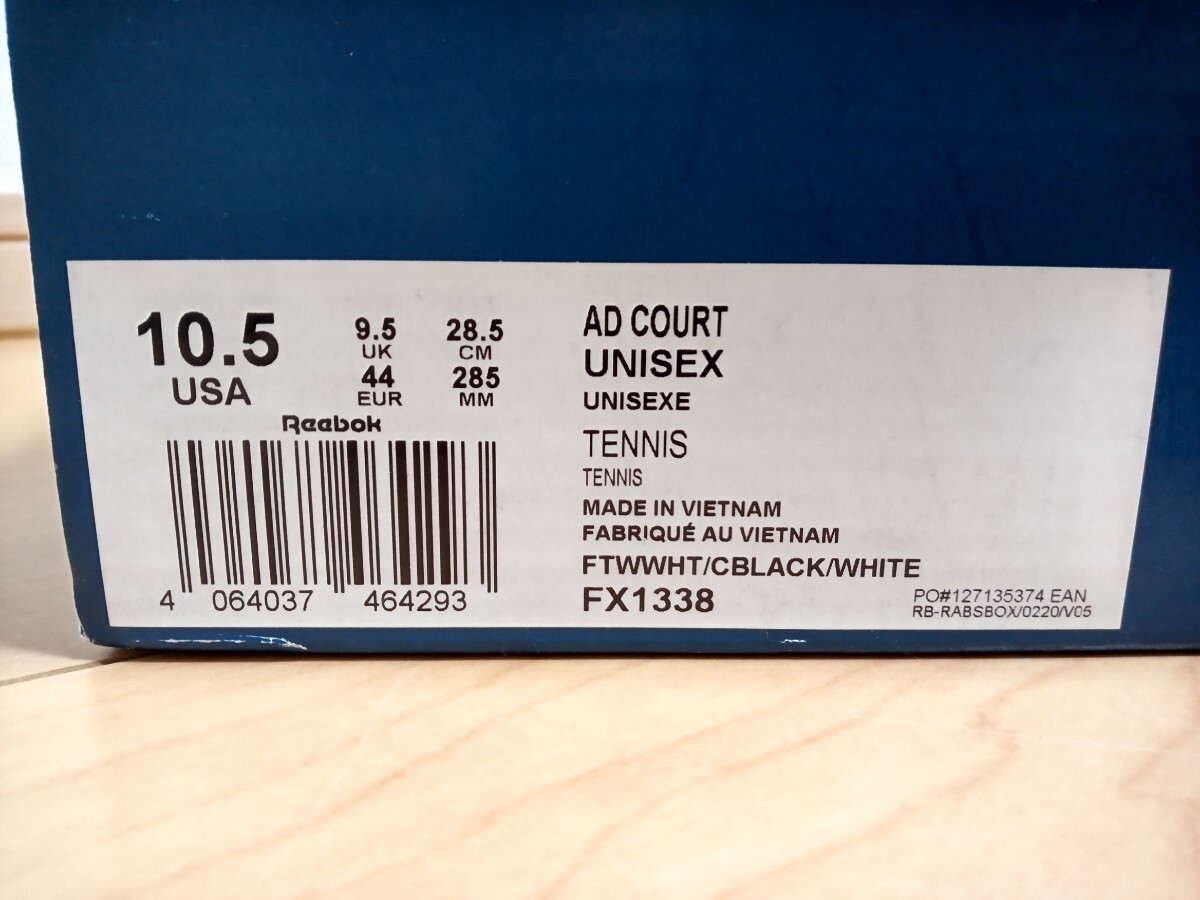 10.5
USA
9.5
UK
44
EUR
28.5
CM
285
MM
Reebok
4 064037 464293
AD COURT
UNISEX
UNISEXE
TENNIS
TENNIS
MADE IN VIETNAM
FABRIQUÉ AU VIETNAM
FTWWHT/CBLACK/WHITE
FX1338
PO#127135374 EAN
RB-RABSBOX/0220/V05